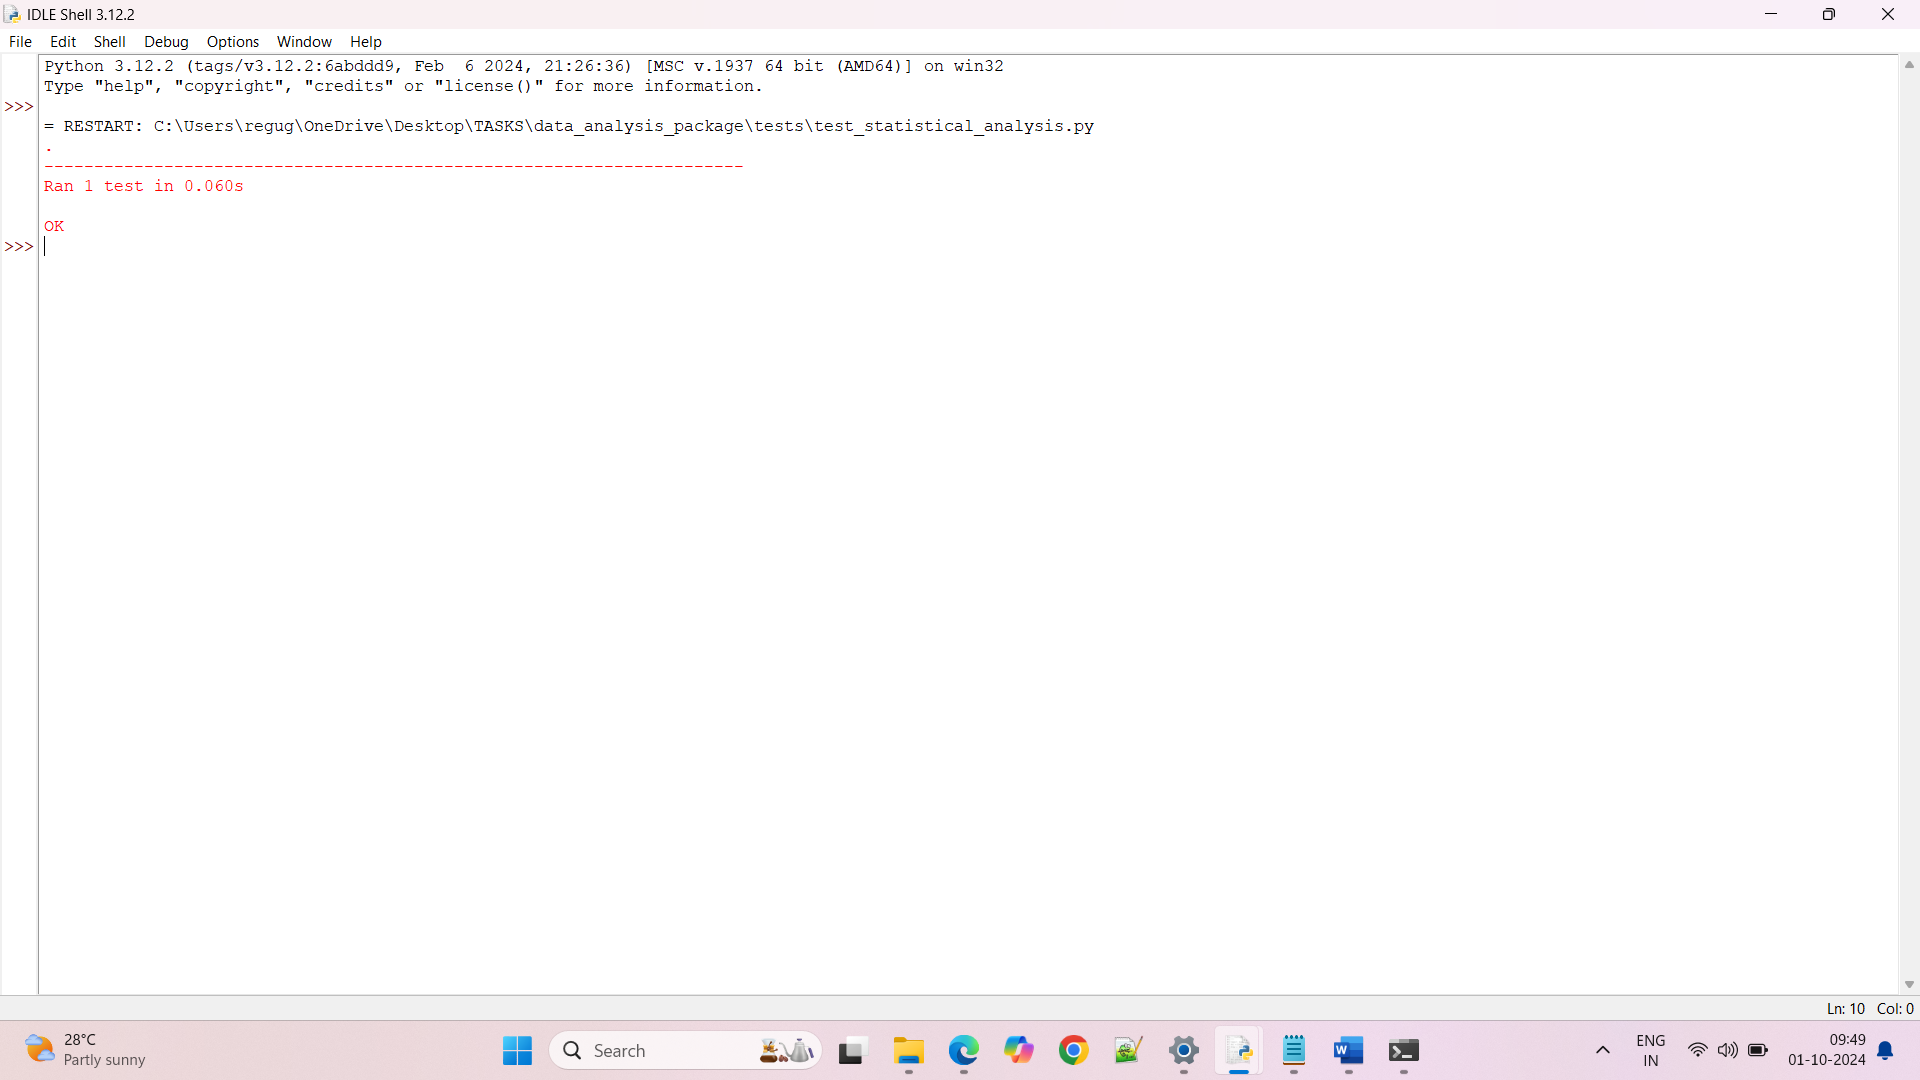 IDLE Shell 3.12.2
File Edit Shell Debug Options Window Help
Python 3.12.2 (tags/v3.12.2:6abddd9, Feb  6 2024, 21:26:36) [MSC v.1937 64 bit (AMD64)] on win32
Type "help", "copyright", "credits" or "license()" for more information.
>>>
= RESTART: C:\Users\regug\OneDrive\Desktop\TASKS\data_analysis_package\tests\test_statistical_analysis.py
.
----------------------------------------------------------------------
Ran 1 test in 0.060s
OK
>>>
Ln: 10 Col: 0
28°C
Partly sunny
Search
W
ENG
IN
09:49
01-10-2024